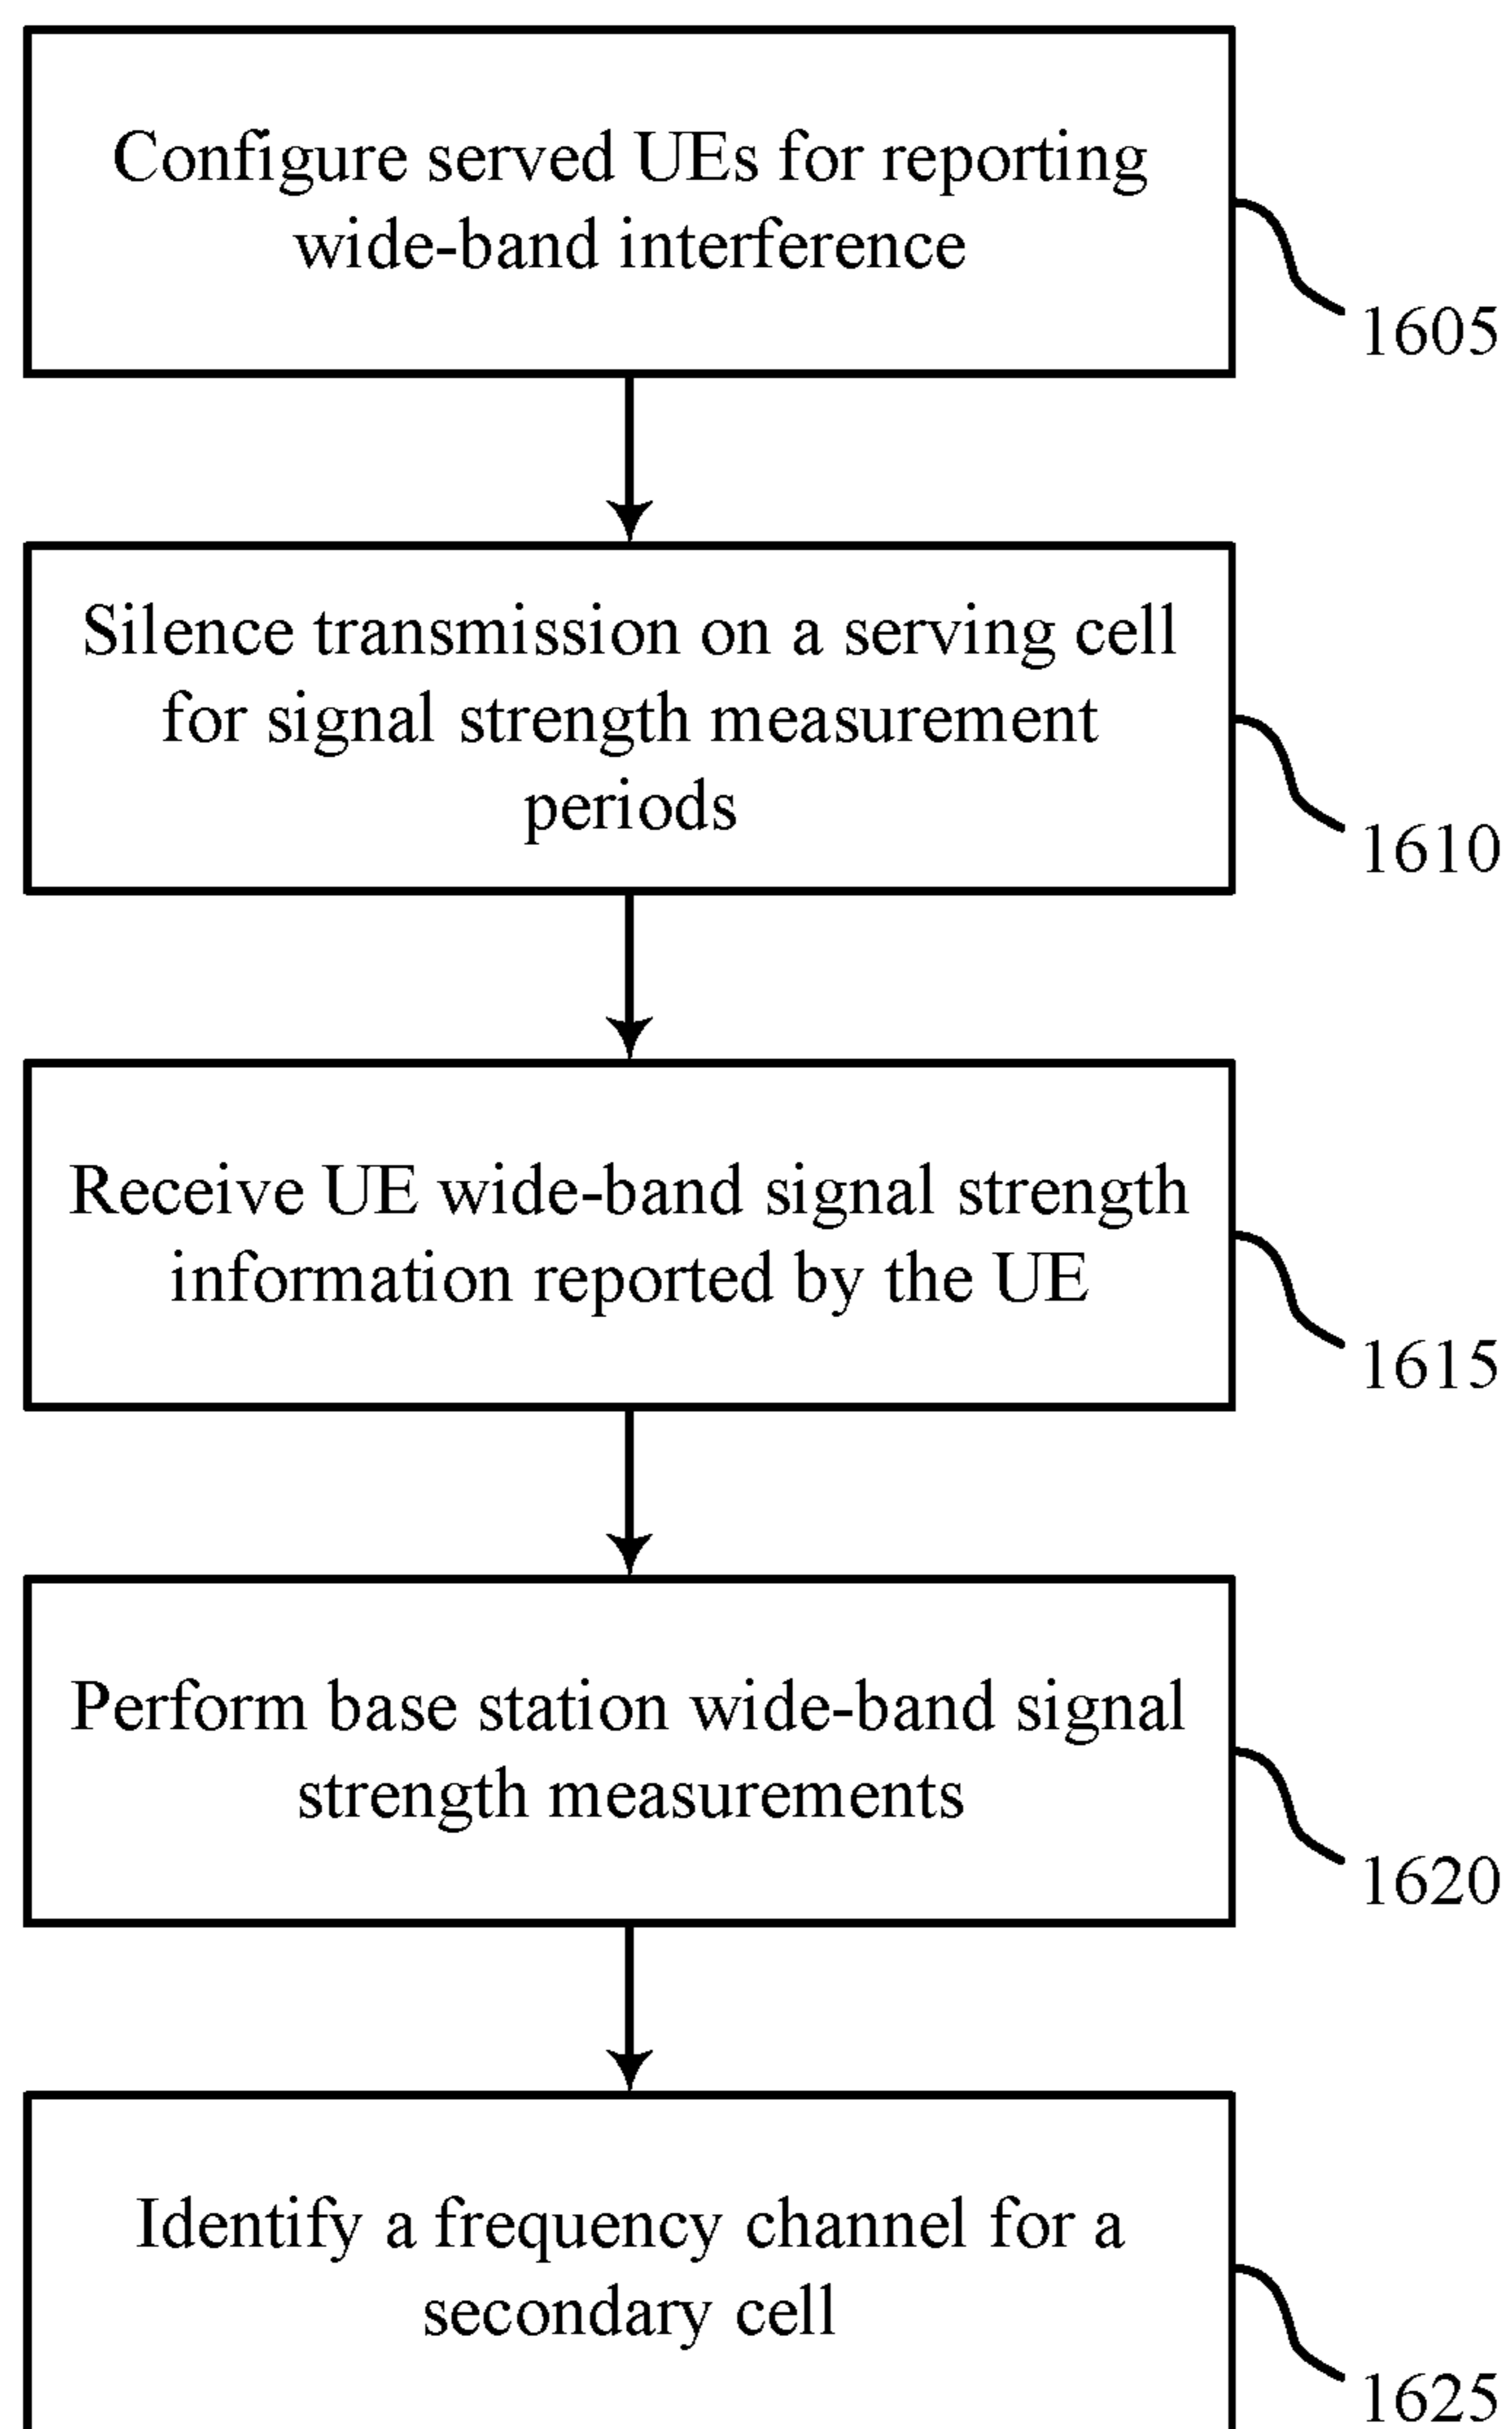 Configure served UEs for reporting
wide-band interference
1605
Silence transmission on a serving cell
for signal strength measurement
periods
1610
Receive UE wide-band signal strength
information reported by the UE
1615
Perform base station wide-band signal
strength measurements
1620
Identify a frequency channel for a
secondary cell
1625